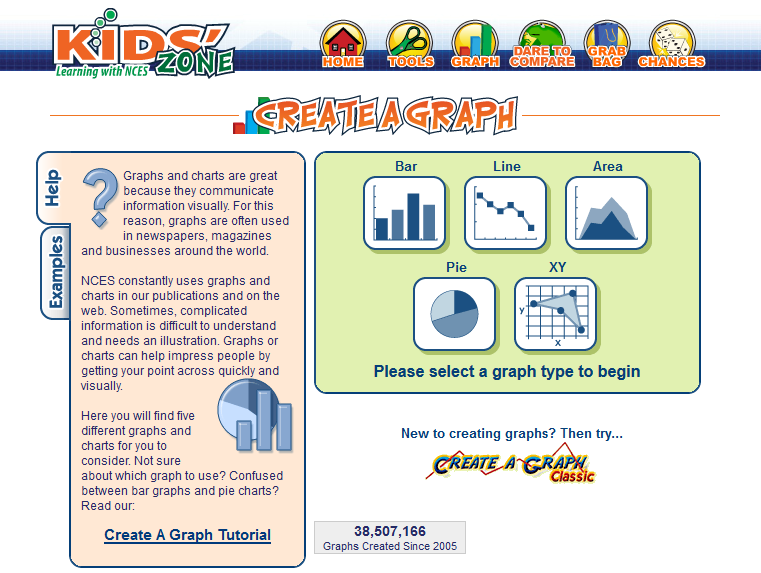 KiDS' ZONE
Learning with NCES
HOME
TOOLS
GRAPH
DARE TO
COMPARE
GRAB
BAG
CHANCES
CREATE A GRAPH
Help
Examples
?
Graphs and charts are great
because they communicate
information visually. For this
reason, graphs are often used
in newspapers, magazines
and businesses around the world.
NCES constantly uses graphs and
charts in our publications and on the
web. Sometimes, complicated
information is difficult to understand
and needs an illustration. Graphs or
charts can help impress people by
getting your point across quickly and
visually.
Here you will find five
different graphs and
charts for you to
consider. Not sure
about which graph to use? Confused
between bar graphs and pie charts?
Read our:
Create A Graph Tutorial
Bar
Line
Area
Pie
XY
y
x
Please select a graph type to begin
New to creating graphs? Then try...
CREATE A GRAPH
Classic
38,507,166
Graphs Created Since 2005